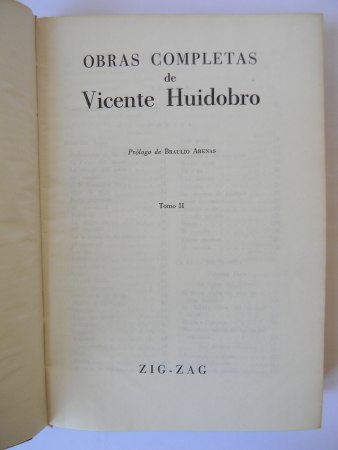 OBRAS COMPLETAS
de
Vicente Huidobro
Prólogo de BRAULIO ARENAS
Tomo II
ZIG-ZAG